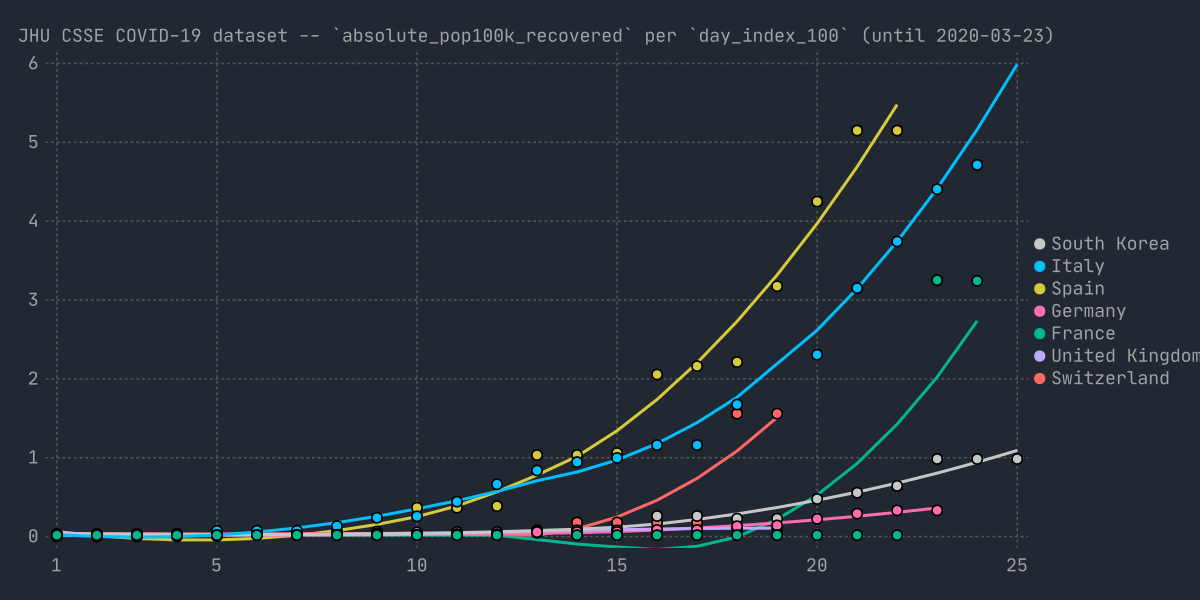 JHU CSSE COVID-19 dataset -- `absolute_pop100k_recovered` per `day_index_100` (until 2020-03-23)
6
5
4
3
2
1
0
1 5 10 15 20 25
South Korea
Italy
Spain
Germany
France
United Kingdom
Switzerland